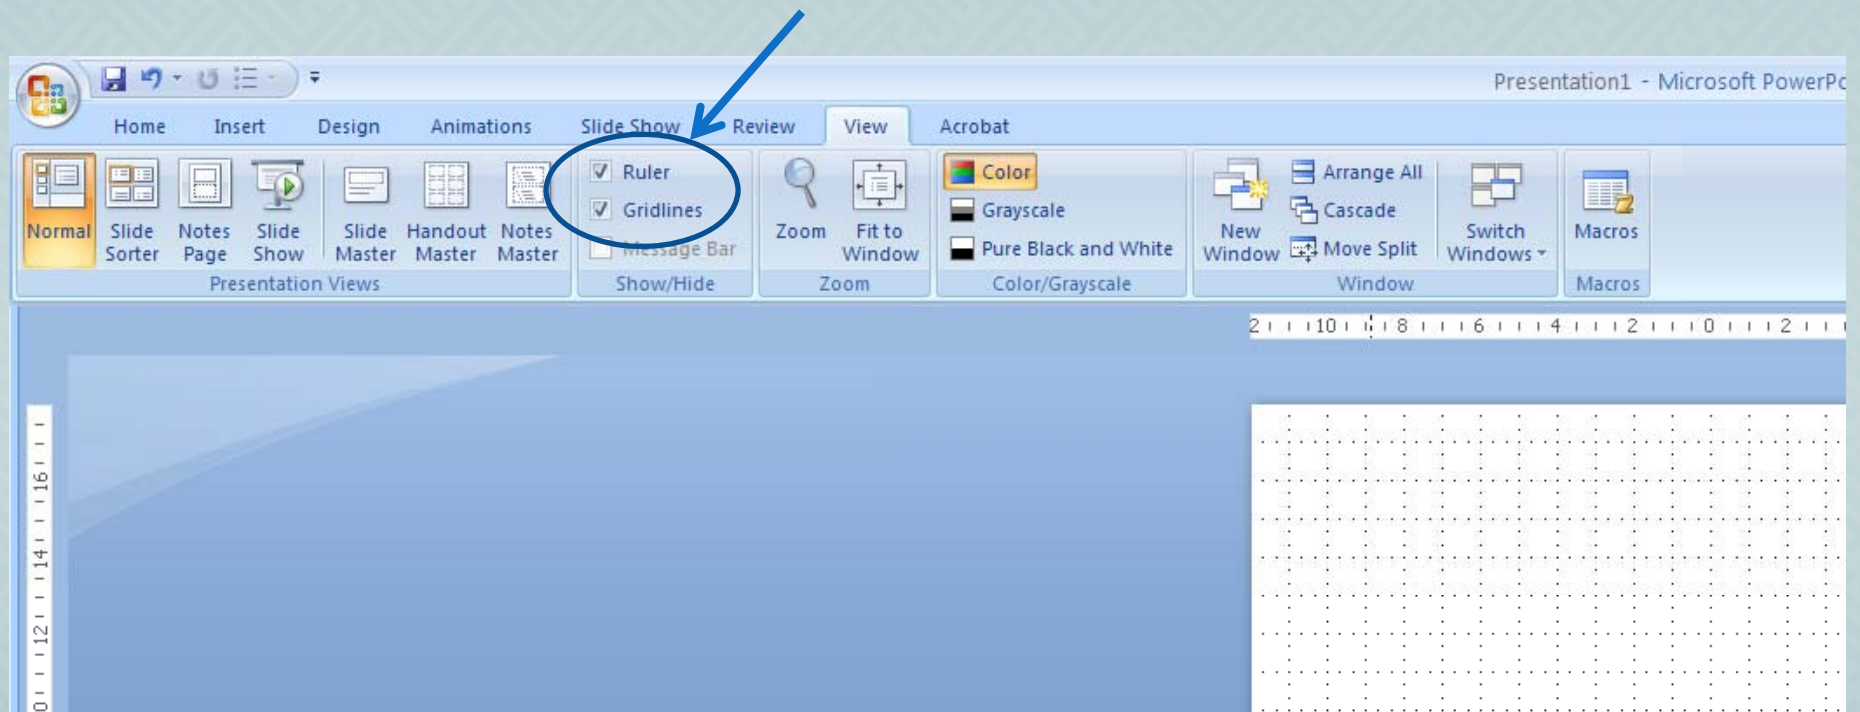 Presentation1 - Microsoft PowerPo
Home Insert Design Animations Slide Show Review View Acrobat
Normal
Slide Sorter
Notes Page
Slide Show
Slide Master
Handout Master
Notes Master
Presentation Views
Ruler
Gridlines
Message Bar
Show/Hide
Zoom
Fit to Window
Zoom
Color
Grayscale
Pure Black and White
Color/Grayscale
New Window
Arrange All
Cascade
Move Split
Switch Windows
Window
Macros
Macros
2 10 8 6 4 2 0 2
16
14
12
0